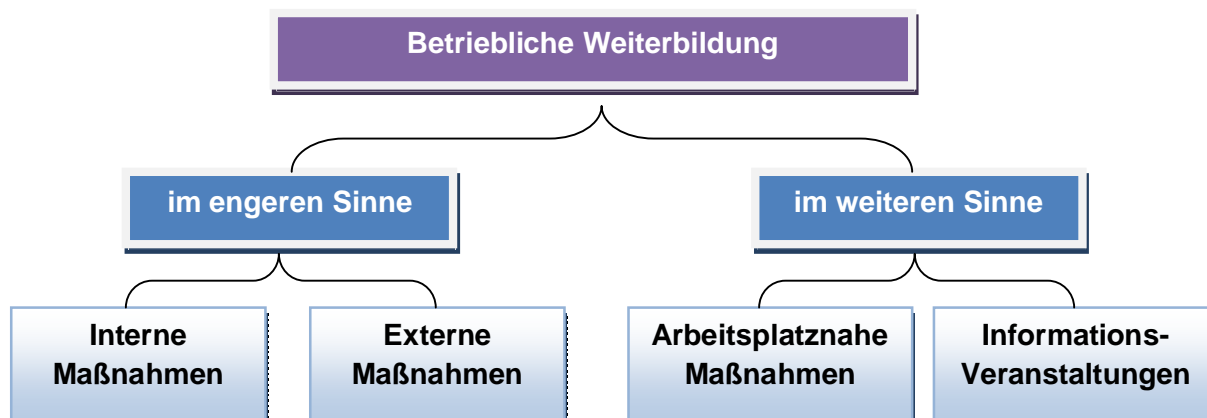 Betriebliche Weiterbildung
im engeren Sinne
im weiteren Sinne
Interne
Maßnahmen
Externe
Maßnahmen
Arbeitsplatznahe
Maßnahmen
Informations-
Veranstaltungen